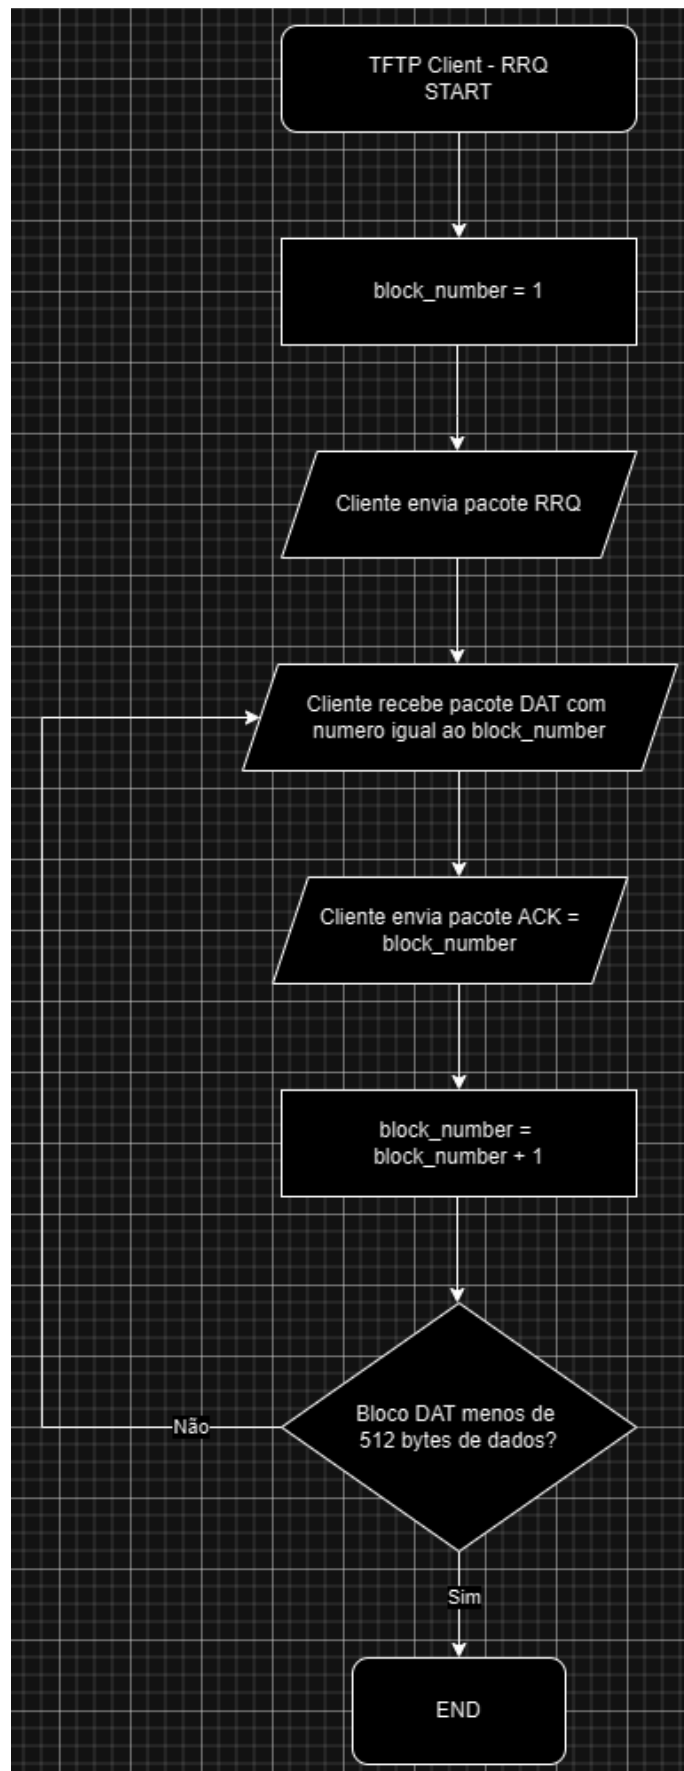 TFTP Client - RRQ
START
block_number = 1
Cliente envia pacote RRQ
Cliente recebe pacote DAT com
numero igual ao block_number
Cliente envia pacote ACK =
block_number
block_number =
block_number + 1
Bloco DAT menos de
512 bytes de dados?
Não
Sim
END